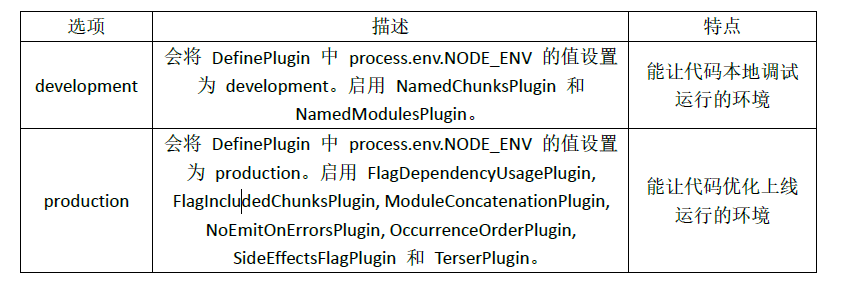 选项 描述 特点
development 会将 DefinePlugin 中 process.env.NODE_ENV 的值设置
为 development。启用 NamedChunksPlugin 和
NamedModulesPlugin。
能让代码本地调试
运行的环境
production 会将 DefinePlugin 中 process.env.NODE_ENV 的值设置
为 production。启用 FlagDependencyUsagePlugin,
FlagIncludedChunksPlugin, ModuleConcatenationPlugin,
NoEmitOnErrorsPlugin, OccurrenceOrderPlugin,
SideEffectsFlagPlugin 和 TerserPlugin。
能让代码优化上线
运行的环境